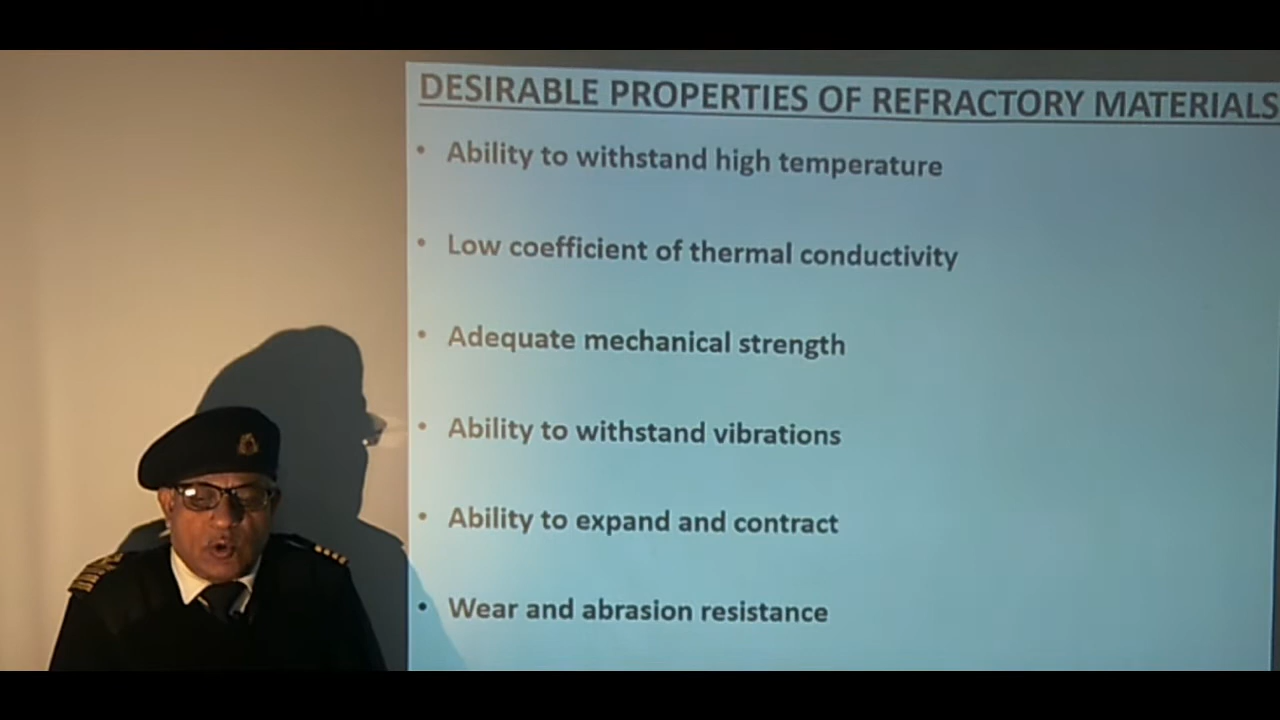 DESIRABLE PROPERTIES OF REFRACTORY MATERIALS
• Ability to withstand high temperature
• Low coefficient of thermal conductivity
• Adequate mechanical strength
• Ability to withstand vibrations
• Ability to expand and contract
• Wear and abrasion resistance